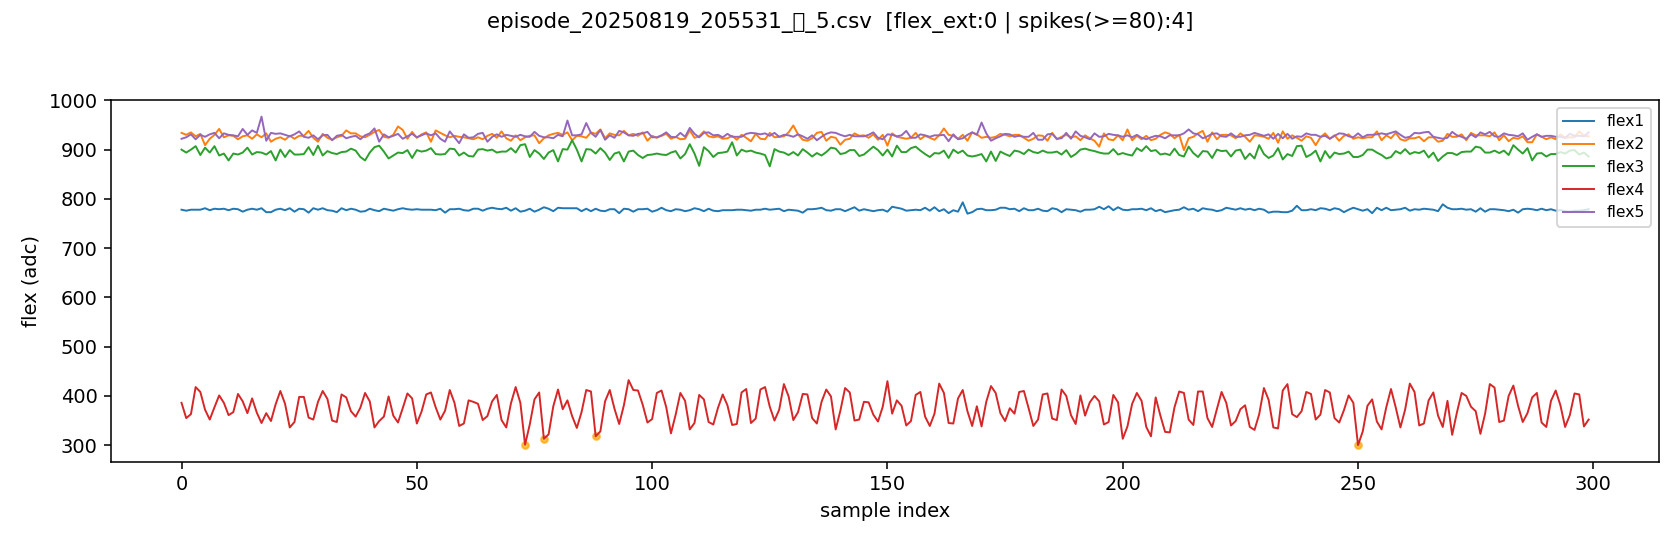 episode_20250819_205531_▯_5.csv [flex_ext:0 | spikes(>=80):4]
1000
900
800
700
600
500
400
300
flex (adc)
flex1
flex2
flex3
flex4
flex5
0
50
100
150
200
250
300
sample index